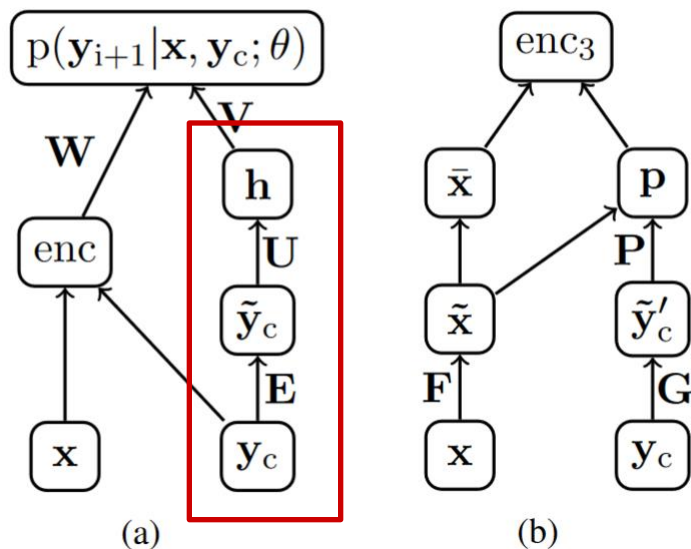 p(y_{i+1}|x, y_c; θ)
W
V
h
enc
U
ỹ_c
E
x
y_c
(a)
enc_3
x̄
p
P
x̃
ỹ′_c
F
G
x
y_c
(b)